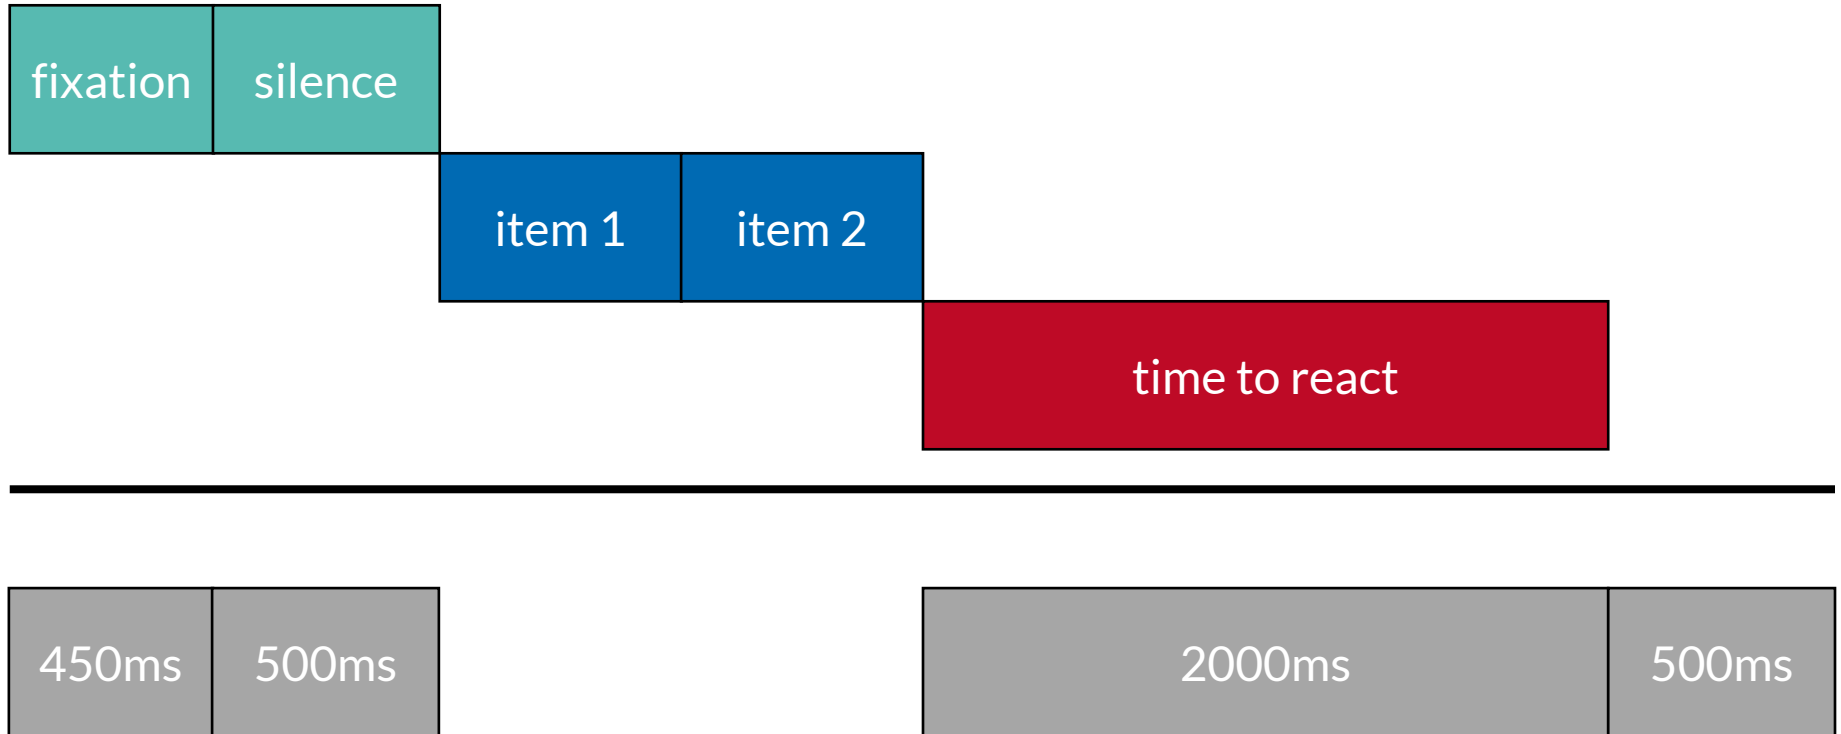 fixation silence
item 1 item 2
time to react
450ms 500ms 2000ms 500ms